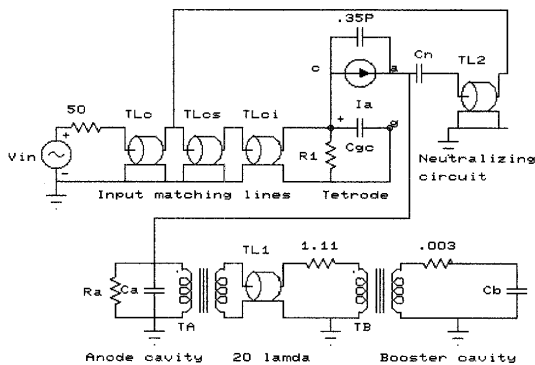 .35P
c
a
Cn
TL2
50
TLc
TLcs
TLci
Ia
+
g
+
Vin
-
R1
Cgc
Neutralizing
circuit
Input matching lines
Tetrode
TL1
1.11
.003
Ra
Ca
Cb
TA
TB
Anode cavity
20 lamda
Booster cavity